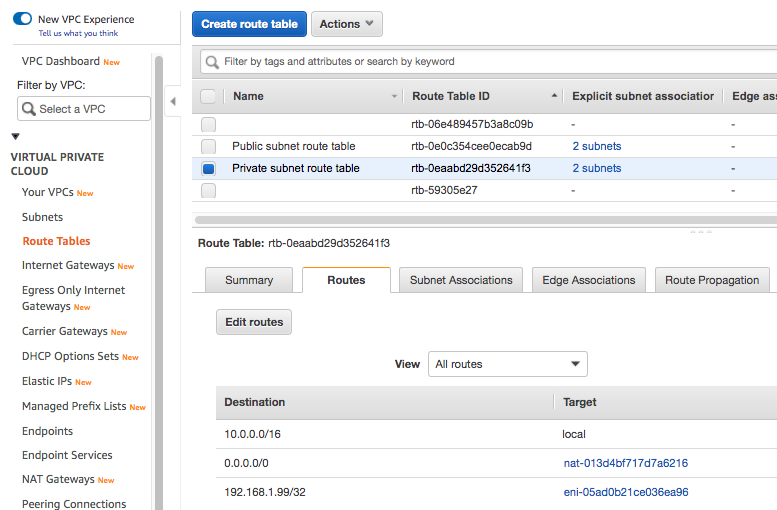 New VPC Experience
Tell us what you think
VPC Dashboard New
Filter by VPC:
Select a VPC
VIRTUAL PRIVATE
CLOUD
Your VPCs New
Subnets
Route Tables
Internet Gateways New
Egress Only Internet
Gateways New
Carrier Gateways New
DHCP Options Sets New
Elastic IPs New
Managed Prefix Lists New
Endpoints
Endpoint Services
NAT Gateways New
Peering Connections
Create route table Actions
Filter by tags and attributes or search by keyword
Name Route Table ID Explicit subnet association Edge as
rtb-06e489457b3a8c09b - -
Public subnet route table rtb-0e0c354cee0ecab9d 2 subnets -
Private subnet route table rtb-0eaabd29d352641f3 2 subnets -
rtb-59305e27 - -
Route Table: rtb-0eaabd29d352641f3
Summary Routes Subnet Associations Edge Associations Route Propagation
Edit routes
View All routes
Destination Target
10.0.0.0/16 local
0.0.0.0/0 nat-013d4bf717d7a6216
192.168.1.99/32 eni-05ad0b21ce036ea96